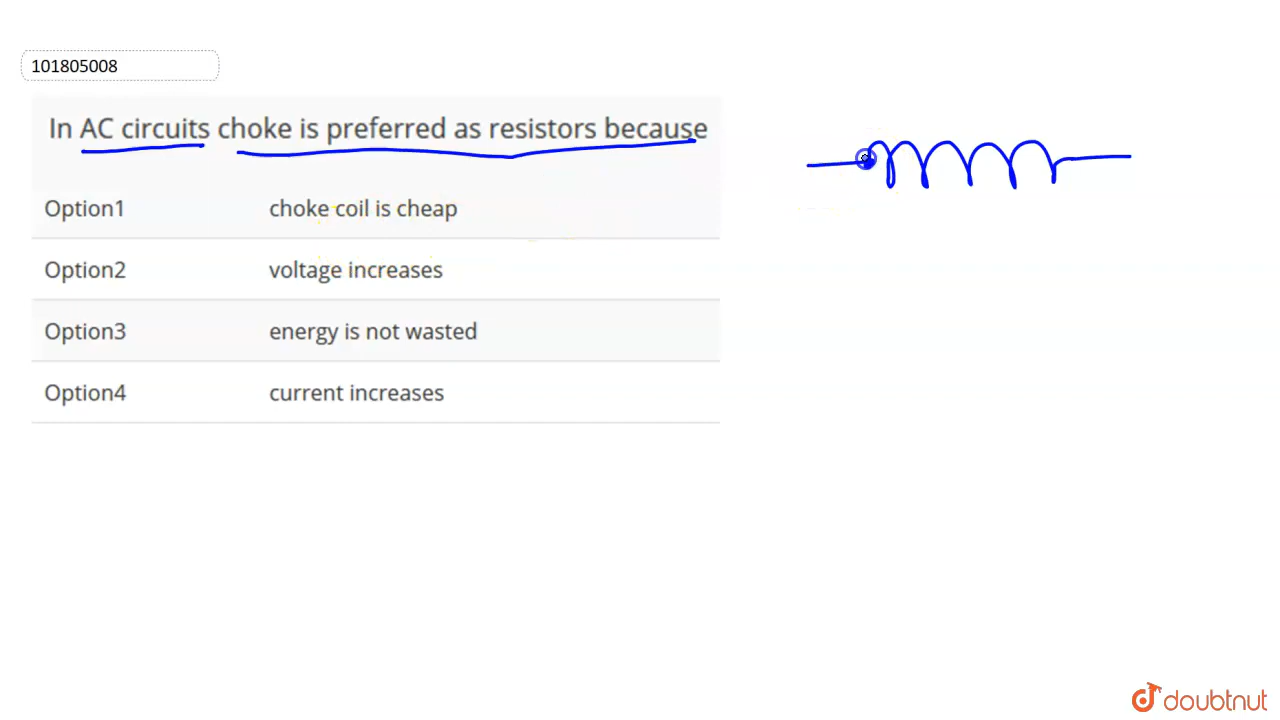 101805008
In AC circuits choke is preferred as resistors because
Option1 choke coil is cheap
Option2 voltage increases
Option3 energy is not wasted
Option4 current increases
doubtnut